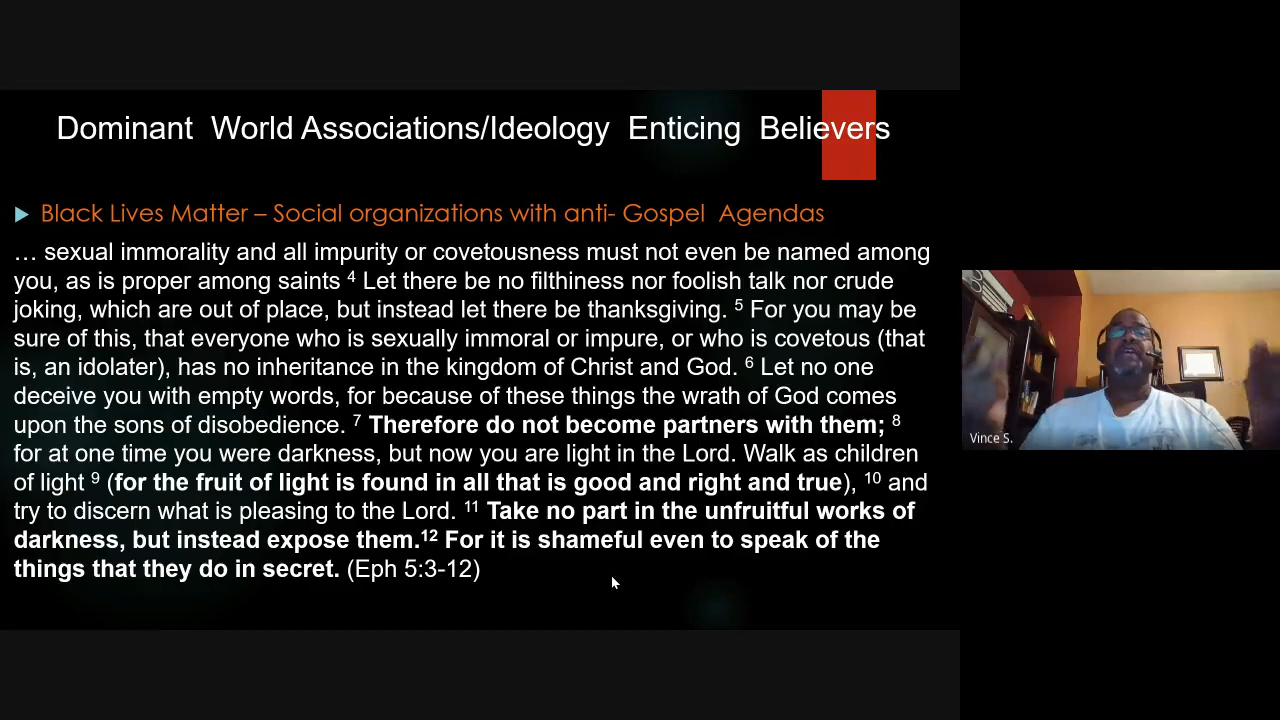 Dominant World Associations/Ideology Enticing Believers
Black Lives Matter – Social organizations with anti- Gospel Agendas
… sexual immorality and all impurity or covetousness must not even be named among
you, as is proper among saints ⁴ Let there be no filthiness nor foolish talk nor crude
joking, which are out of place, but instead let there be thanksgiving. ⁵ For you may be
sure of this, that everyone who is sexually immoral or impure, or who is covetous (that
is, an idolater), has no inheritance in the kingdom of Christ and God. ⁶ Let no one
deceive you with empty words, for because of these things the wrath of God comes
upon the sons of disobedience. ⁷ Therefore do not become partners with them; ⁸
for at one time you were darkness, but now you are light in the Lord. Walk as children
of light ⁹ (for the fruit of light is found in all that is good and right and true), ¹⁰ and
try to discern what is pleasing to the Lord. ¹¹ Take no part in the unfruitful works of
darkness, but instead expose them.¹² For it is shameful even to speak of the
things that they do in secret. (Eph 5:3-12)
Vince S.